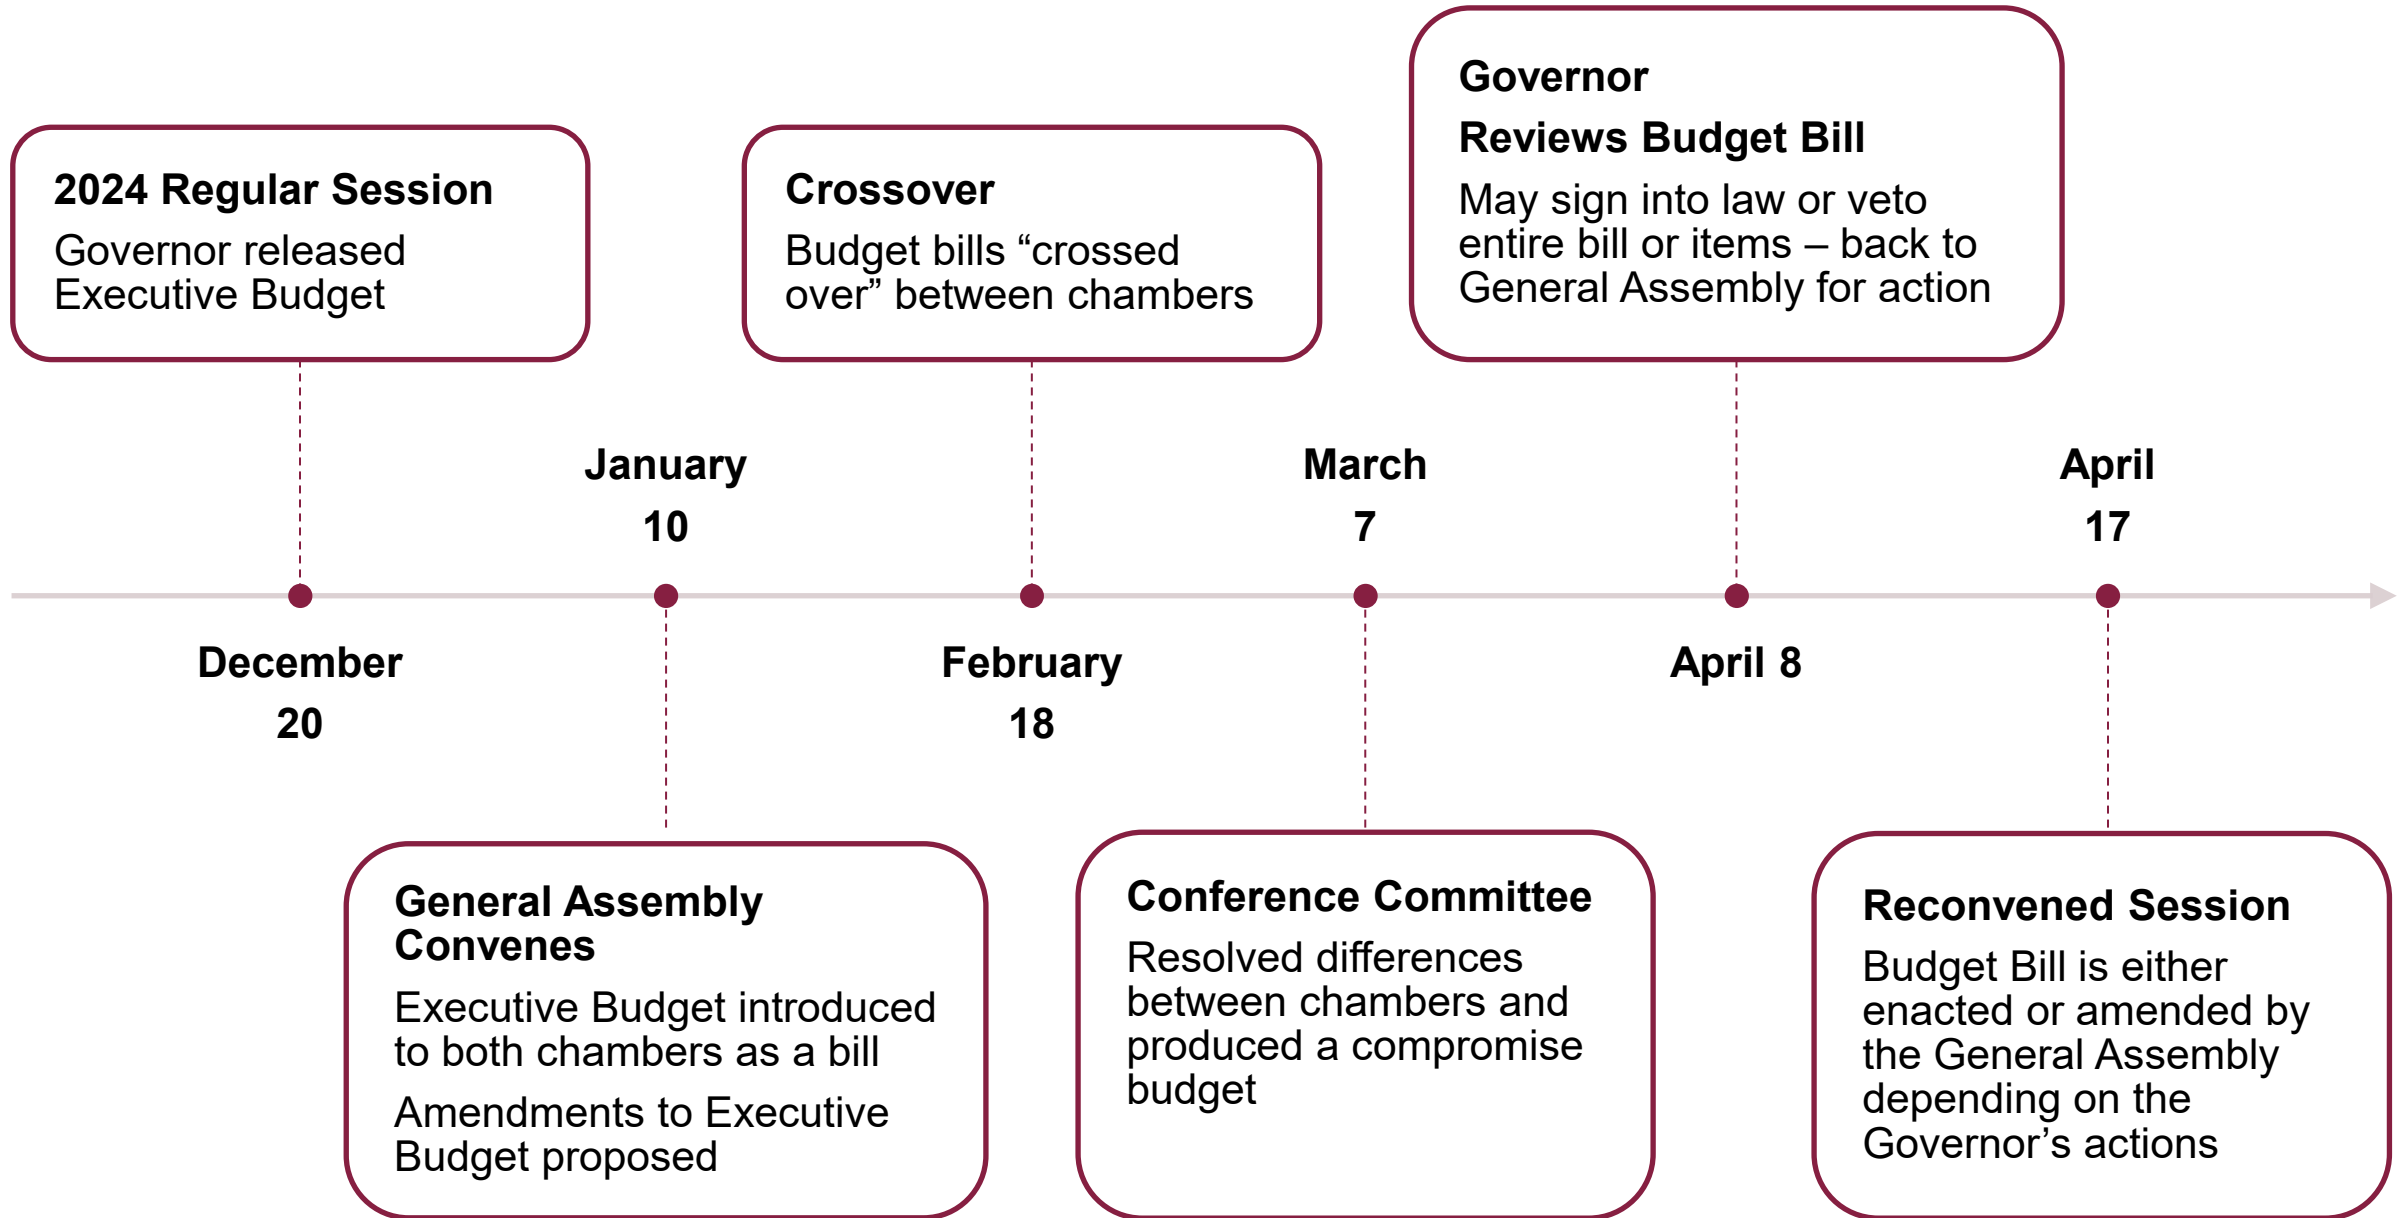 2024 Regular Session
Governor released
Executive Budget
Crossover
Budget bills “crossed
over” between chambers
Governor
Reviews Budget Bill
May sign into law or veto
entire bill or items – back to
General Assembly for action
January
10
March
7
April
17
December
20
February
18
April 8
General Assembly
Convenes
Executive Budget introduced
to both chambers as a bill
Amendments to Executive
Budget proposed
Conference Committee
Resolved differences
between chambers and
produced a compromise
budget
Reconvened Session
Budget Bill is either
enacted or amended by
the General Assembly
depending on the
Governor’s actions